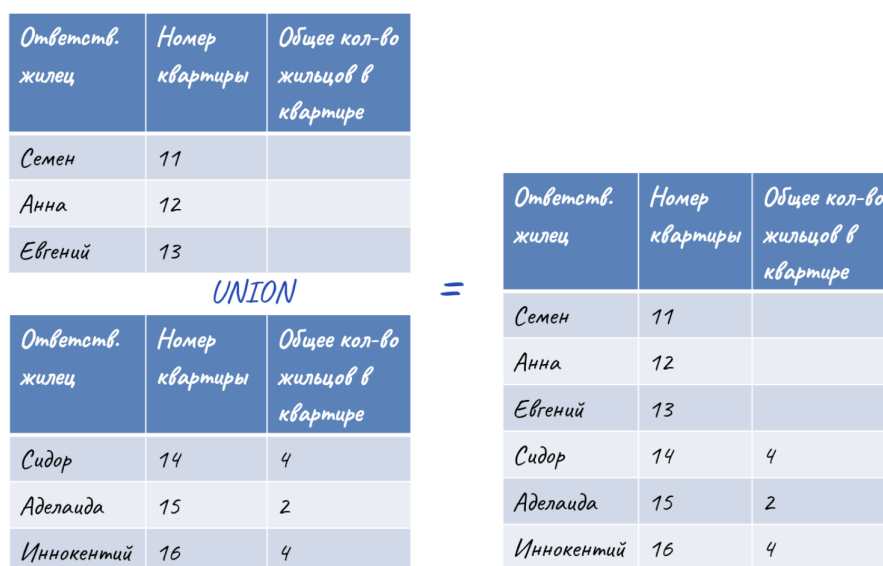 Ответств. жилец Номер квартиры Общее кол-во жильцов в квартире
Семен 11
Анна 12
Евгений 13
UNION
Ответств. жилец Номер квартиры Общее кол-во жильцов в квартире
Сидор 14 4
Аделаида 15 2
Иннокентий 16 4
=
Ответств. жилец Номер квартиры Общее кол-во жильцов в квартире
Семен 11
Анна 12
Евгений 13
Сидор 14 4
Аделаида 15 2
Иннокентий 16 4